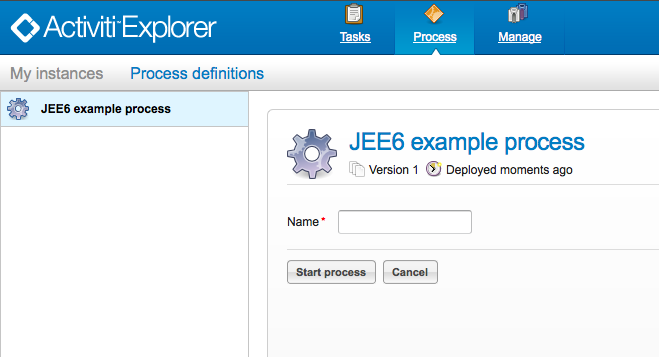 Activiti™ Explorer
Tasks Process Manage
My instances Process definitions
JEE6 example process
JEE6 example process
Version 1 Deployed moments ago
Name *
Start process Cancel